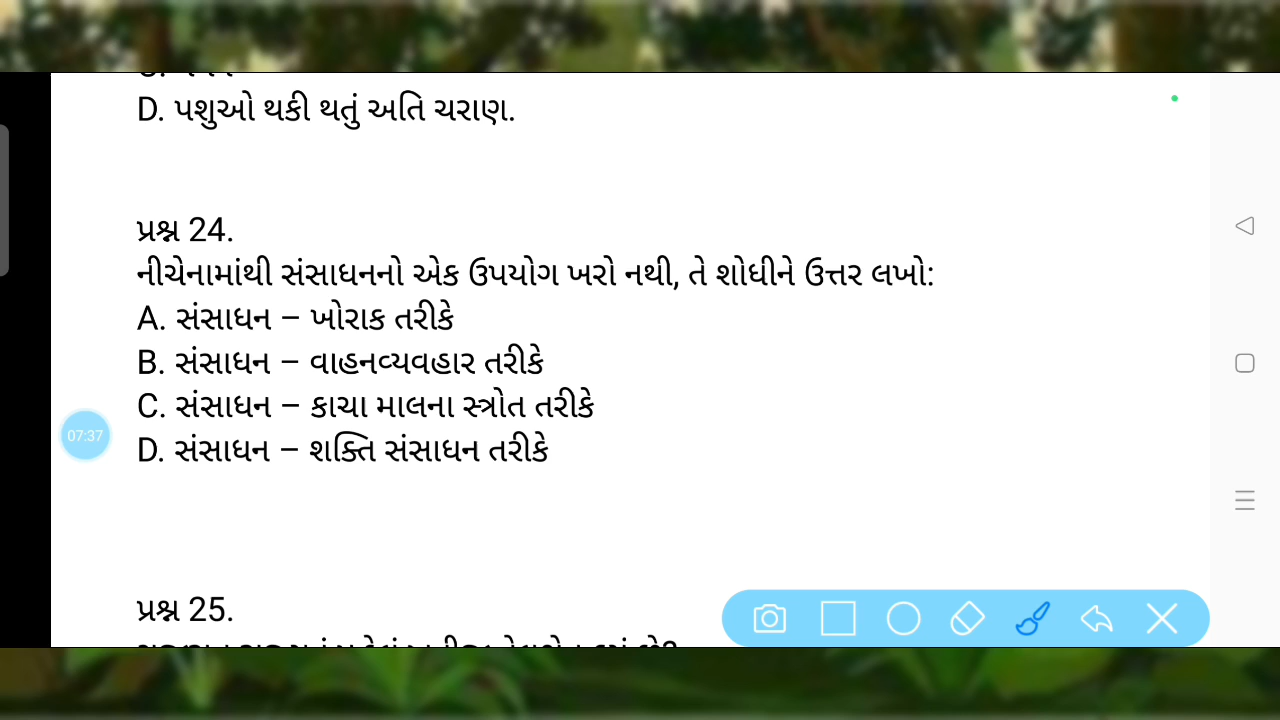 D. પશુઓ થકી થતું અતિ ચરાણ.
પ્રશ્ન 24.
નીચેનામાંથી સંસાધનનો એક ઉપયોગ ખરો નથી, તે શોધીને ઉત્તર લખો:
A. સંસાધન – ખોરાક તરીકે
B. સંસાધન – વાહનવ્યવહાર તરીકે
C. સંસાધન – કાચા માલના સ્ત્રોત તરીકે
D. સંસાધન – શક્તિ સંસાધન તરીકે
07:37
પ્રશ્ન 25.